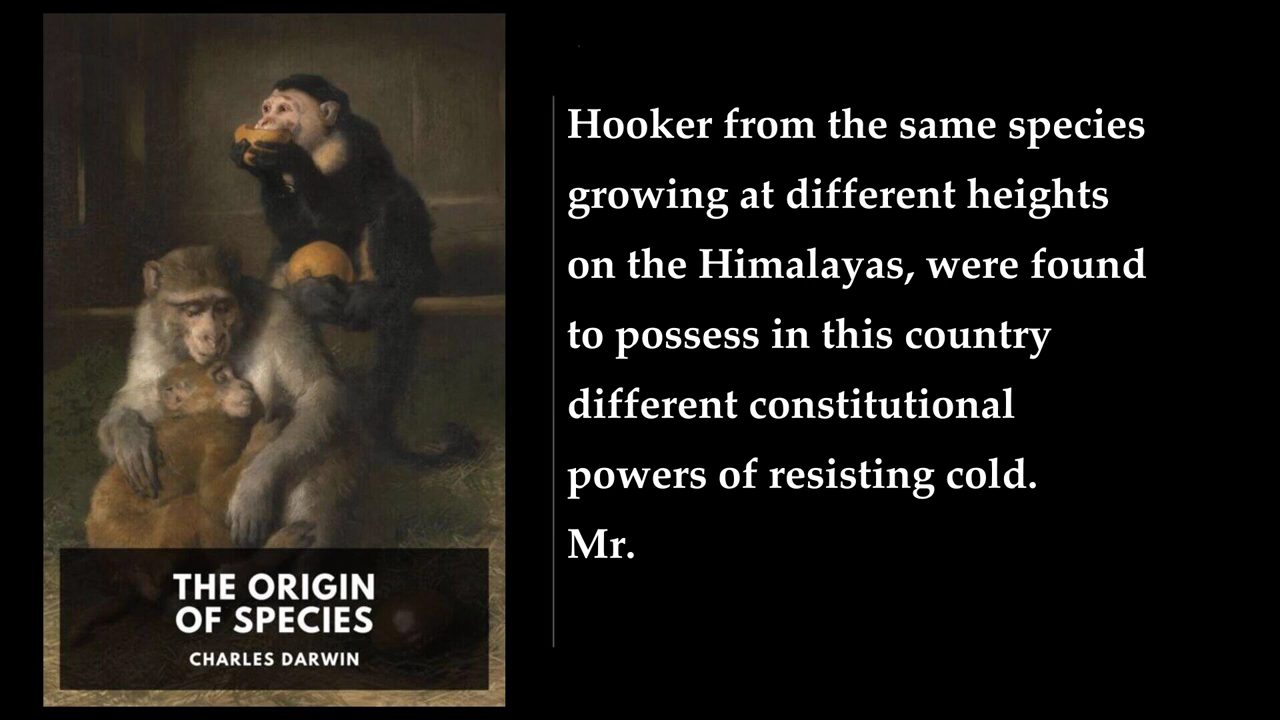 THE ORIGIN
OF SPECIES
CHARLES DARWIN
Hooker from the same species
growing at different heights
on the Himalayas, were found
to possess in this country
different constitutional
powers of resisting cold.
Mr.